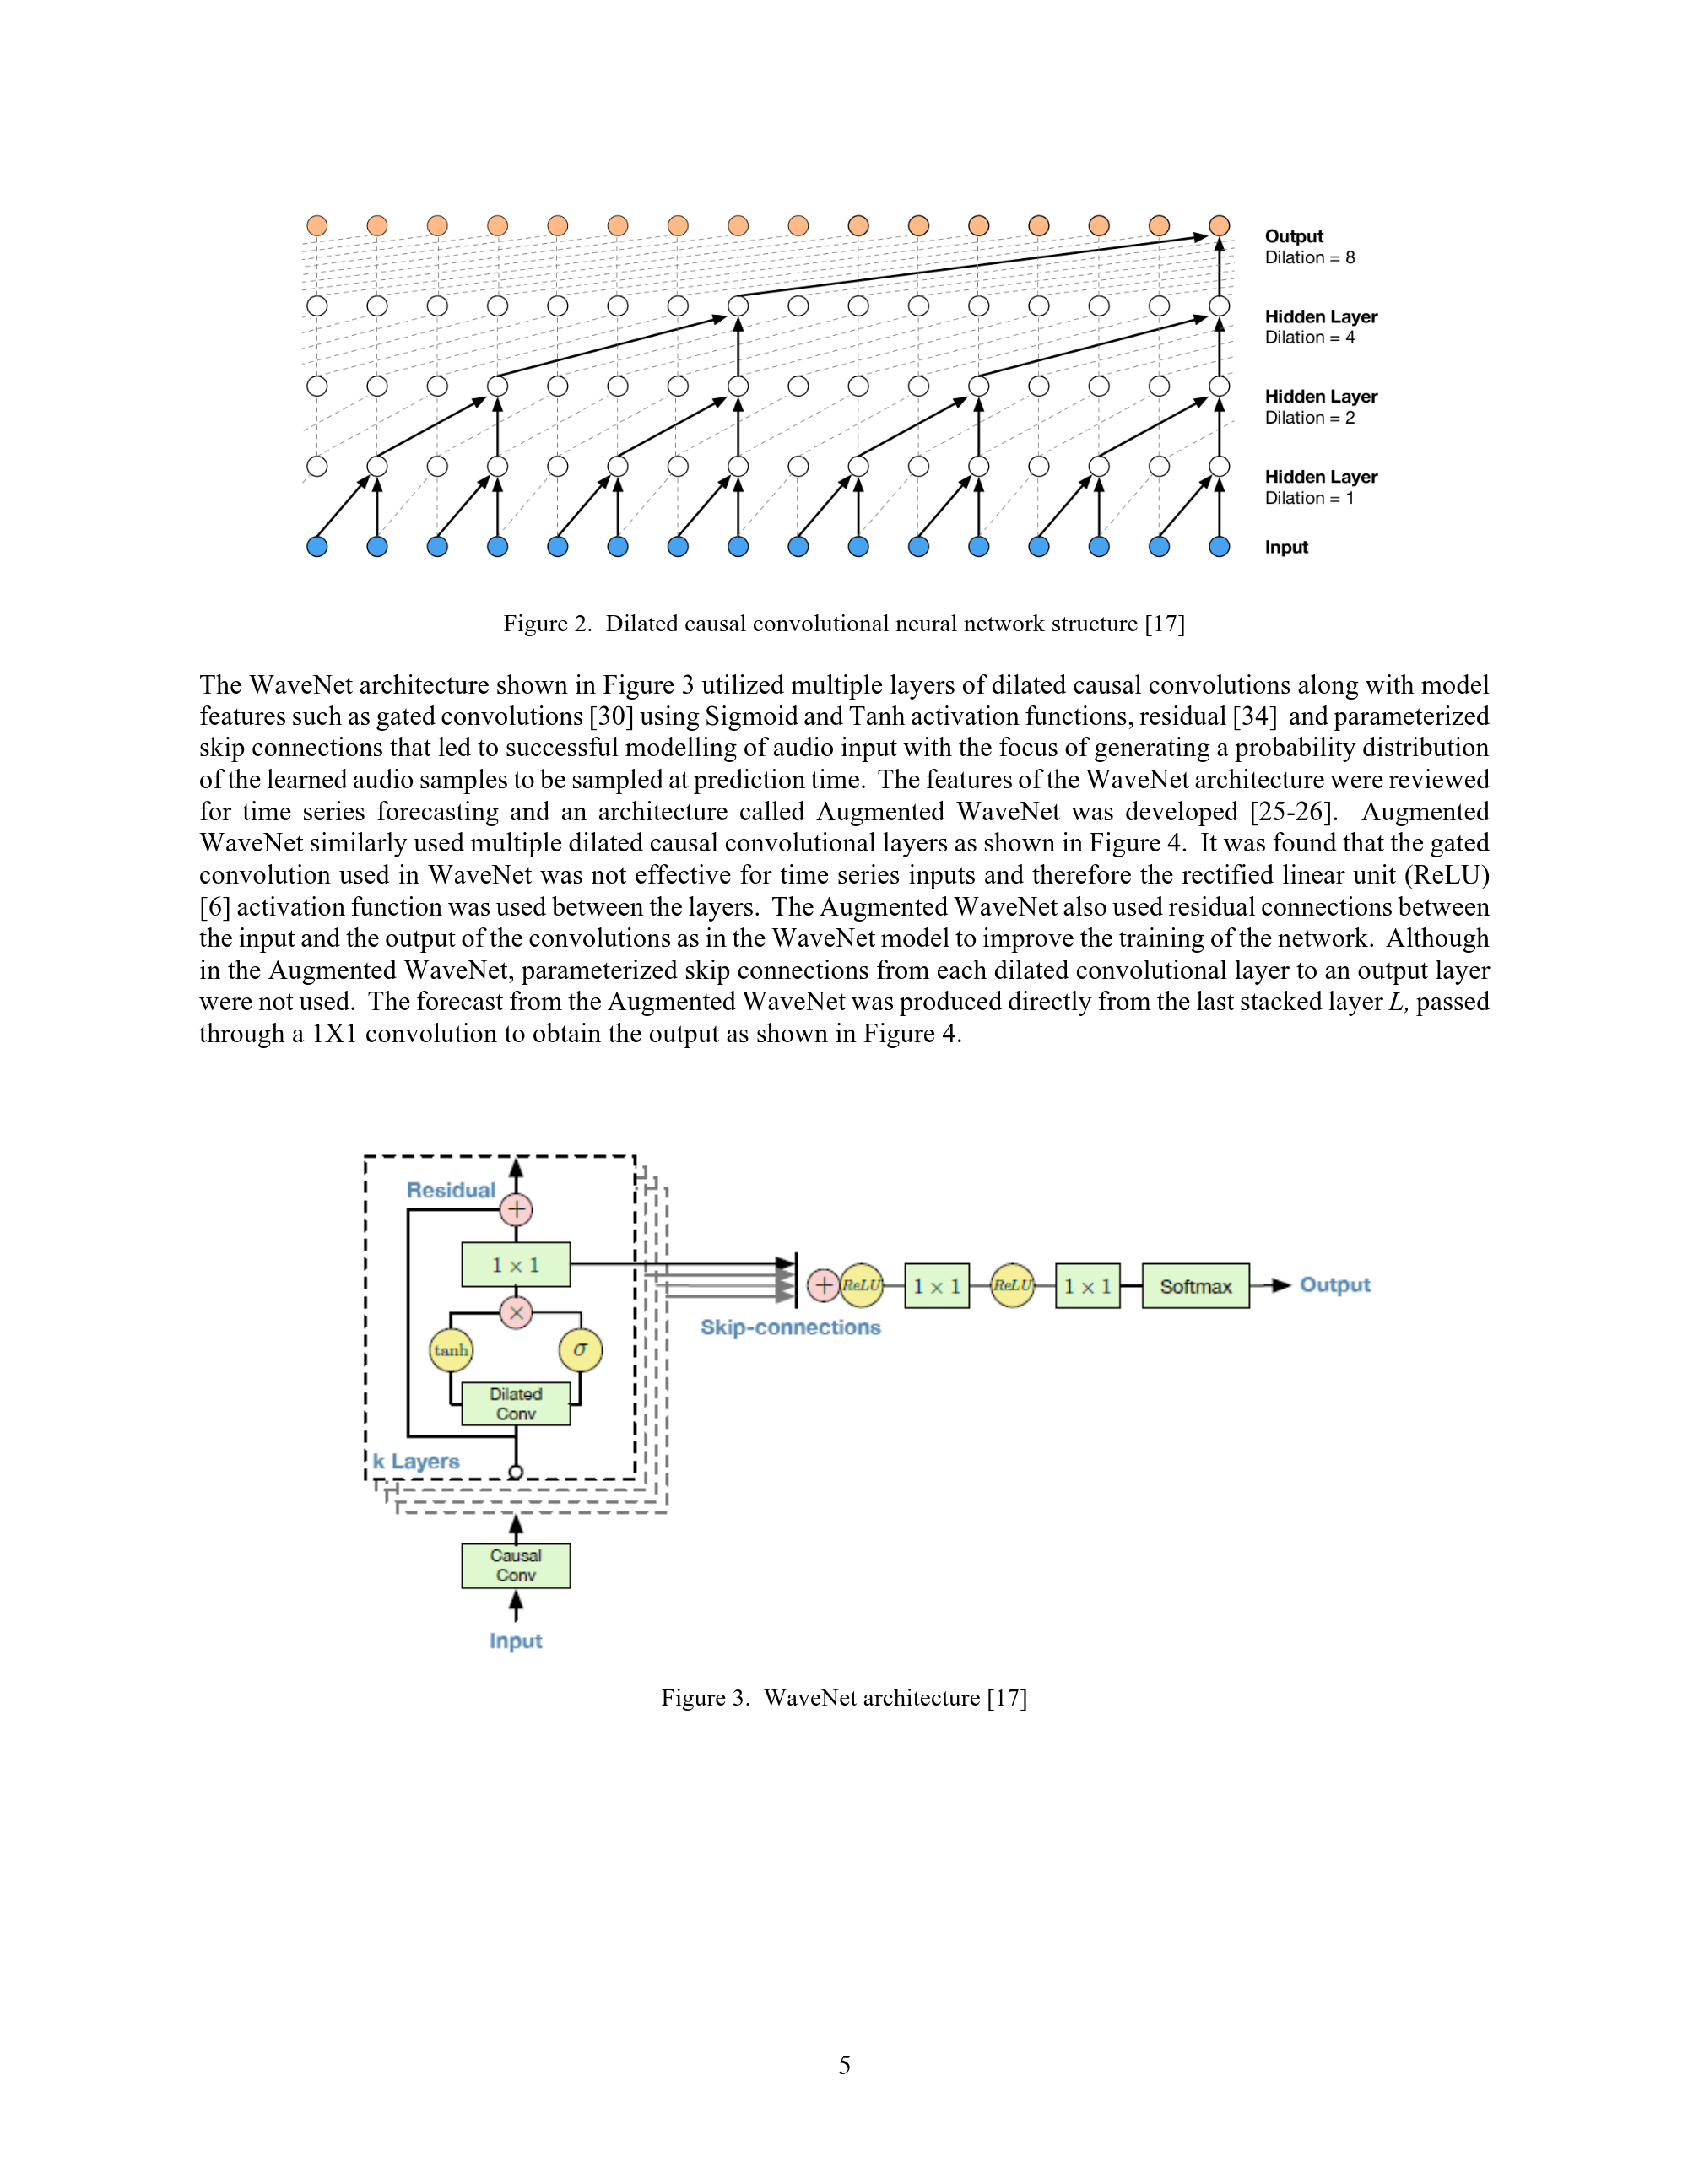 Output
Dilation = 8
Hidden Layer
Dilation = 4
Hidden Layer
Dilation = 2
Hidden Layer
Dilation = 1
Input
Figure 2.  Dilated causal convolutional neural network structure [17]
The WaveNet architecture shown in Figure 3 utilized multiple layers of dilated causal convolutions along with model
features such as gated convolutions [30] using Sigmoid and Tanh activation functions, residual [34]  and parameterized
skip connections that led to successful modelling of audio input with the focus of generating a probability distribution
of the learned audio samples to be sampled at prediction time.  The features of the WaveNet architecture were reviewed
for time series forecasting and an architecture called Augmented WaveNet was developed [25-26].  Augmented
WaveNet similarly used multiple dilated causal convolutional layers as shown in Figure 4.  It was found that the gated
convolution used in WaveNet was not effective for time series inputs and therefore the rectified linear unit (ReLU)
[6] activation function was used between the layers.  The Augmented WaveNet also used residual connections between
the input and the output of the convolutions as in the WaveNet model to improve the training of the network.  Although
in the Augmented WaveNet, parameterized skip connections from each dilated convolutional layer to an output layer
were not used.  The forecast from the Augmented WaveNet was produced directly from the last stacked layer L, passed
through a 1X1 convolution to obtain the output as shown in Figure 4.
Residual
+
1 × 1
×
tanh
σ
Dilated
Conv
k Layers
Causal
Conv
Input
Skip-connections
+
ReLU
1 × 1
ReLU
1 × 1
Softmax
Output
Figure 3.  WaveNet architecture [17]
5